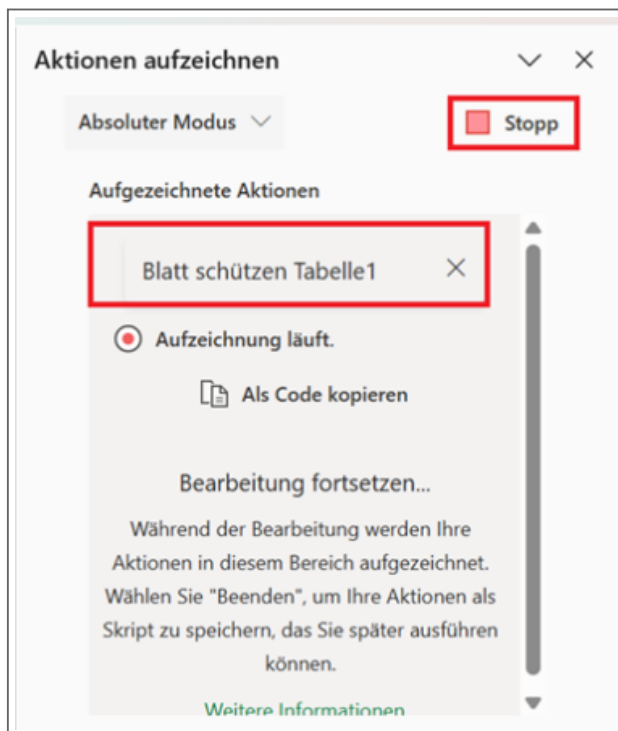 Aktionen aufzeichnen
Absoluter Modus
Stopp
Aufgezeichnete Aktionen
Blatt schützen Tabelle1
Aufzeichnung läuft.
Als Code kopieren
Bearbeitung fortsetzen...
Während der Bearbeitung werden Ihre
Aktionen in diesem Bereich aufgezeichnet.
Wählen Sie "Beenden", um Ihre Aktionen als
Skript zu speichern, das Sie später ausführen
können.
Weitere Informationen